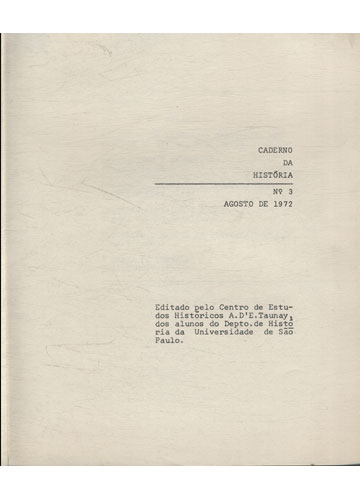 CADERNO
DA
HISTÓRIA
Nº 3
AGOSTO DE 1972
Editado pelo Centro de Estu-
dos Históricos A.D'E.Taunay,
dos alunos do Depto.de Histó
ria da Universidade de São
Paulo.